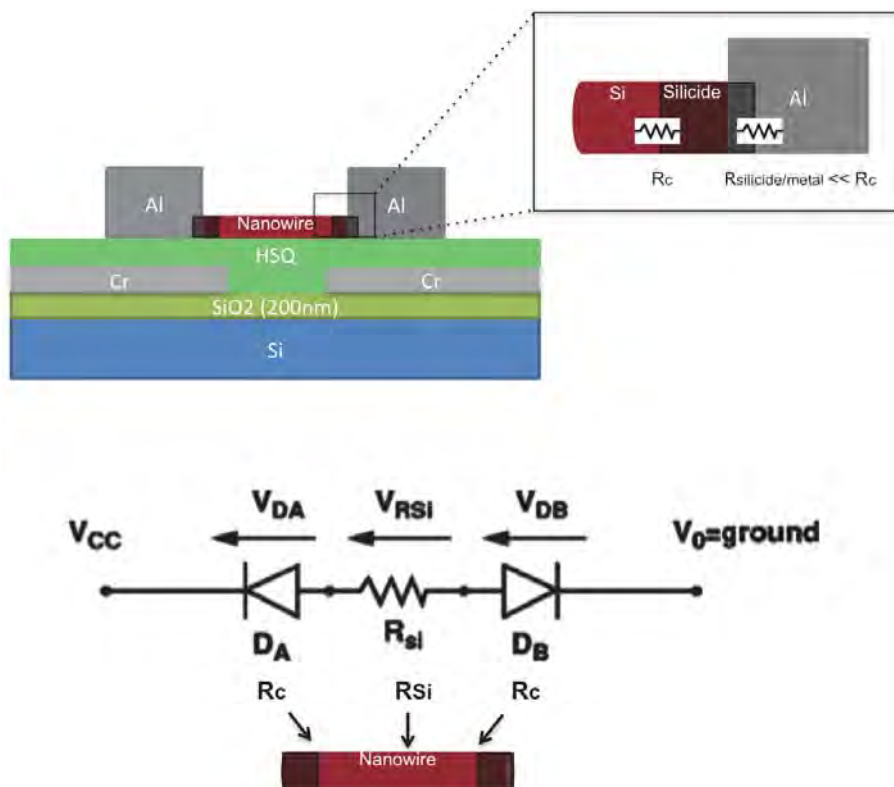 Si Silicide Al
Rc Rsilicide/metal << Rc
Al Al
Nanowire
HSQ
Cr Cr
SiO2 (200nm)
Si
VDA VRSi VDB
VCC V0=ground
DA Rsi DB
Rc RSi Rc
Nanowire